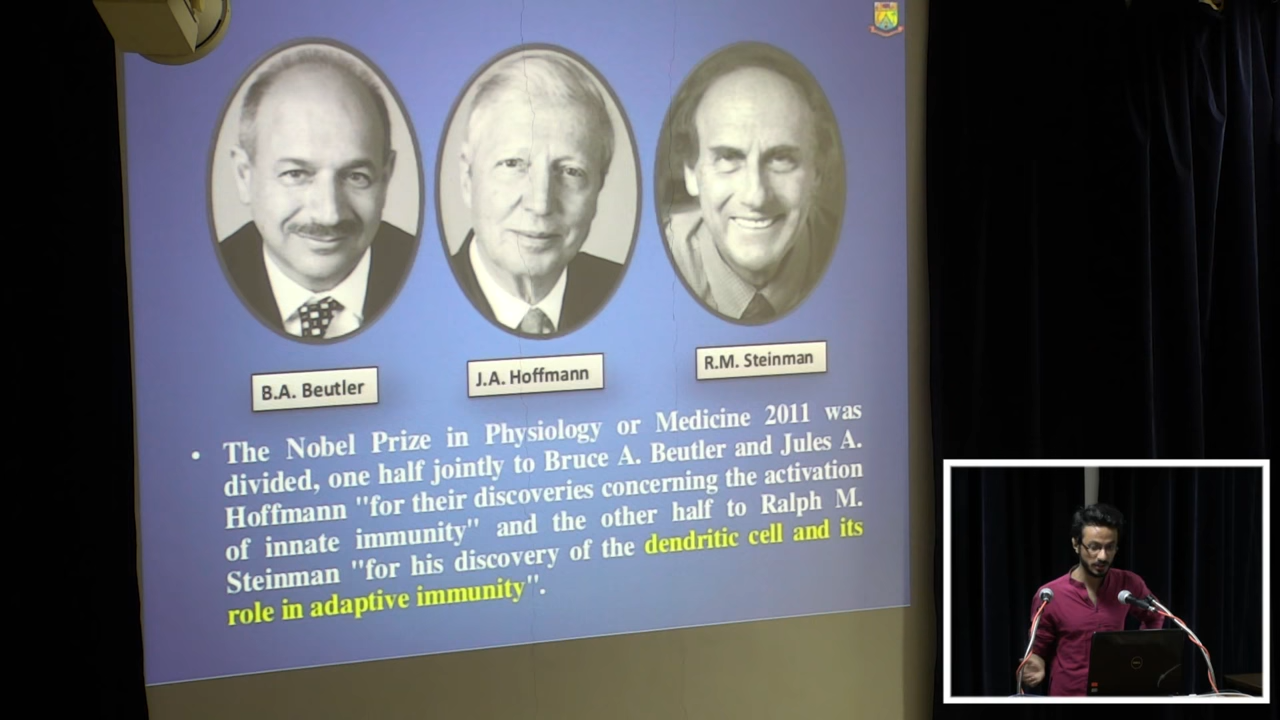 B.A. Beutler
J.A. Hoffmann
R.M. Steinman
• The Nobel Prize in Physiology or Medicine 2011 was
divided, one half jointly to Bruce A. Beutler and Jules A.
Hoffmann "for their discoveries concerning the activation
of innate immunity" and the other half to Ralph M.
Steinman "for his discovery of the dendritic cell and its
role in adaptive immunity".